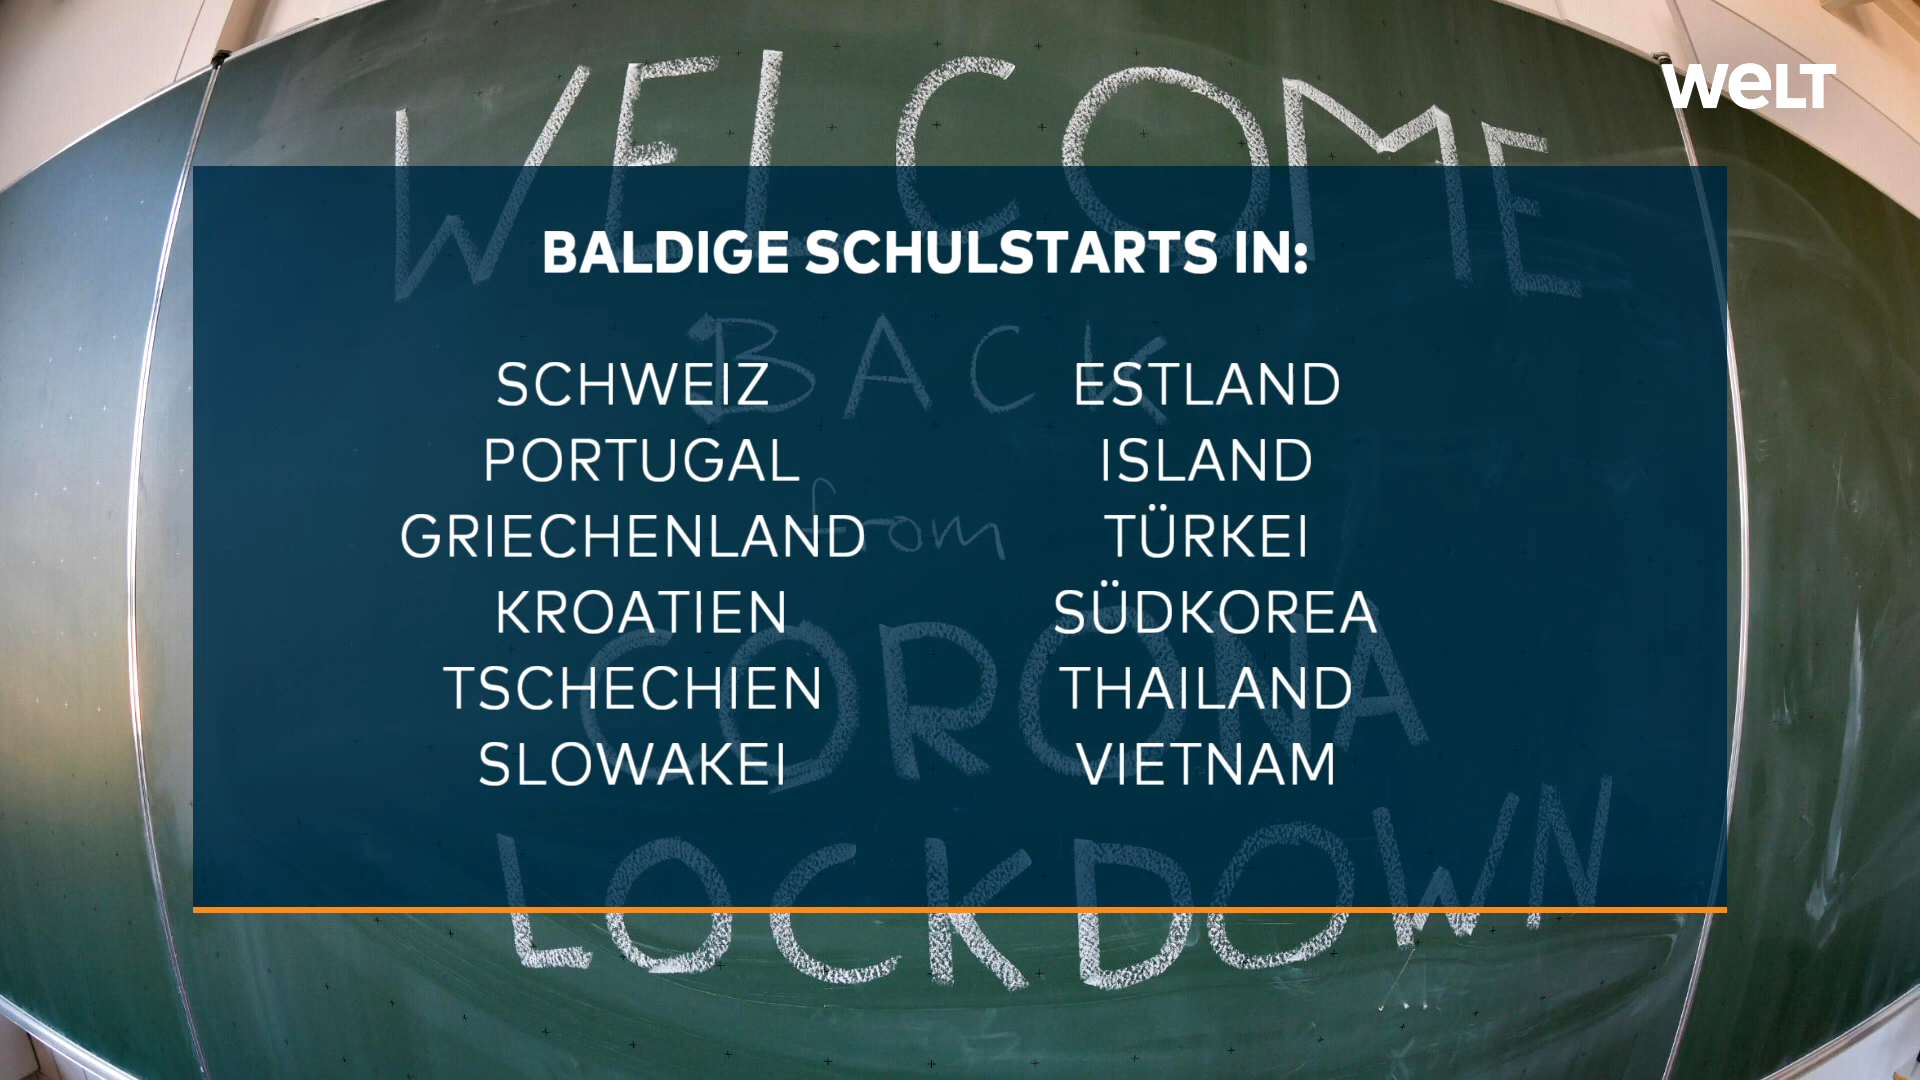 WELCOME
WELT
BALDIGE SCHULSTARTS IN:
BACK
SCHWEIZ
PORTUGAL
GRIECHENLAND
KROATIEN
TSCHECHIEN
SLOWAKEI
ESTLAND
ISLAND
TÜRKEI
SÜDKOREA
THAILAND
VIETNAM
from
CORONA
LOCKDOWN